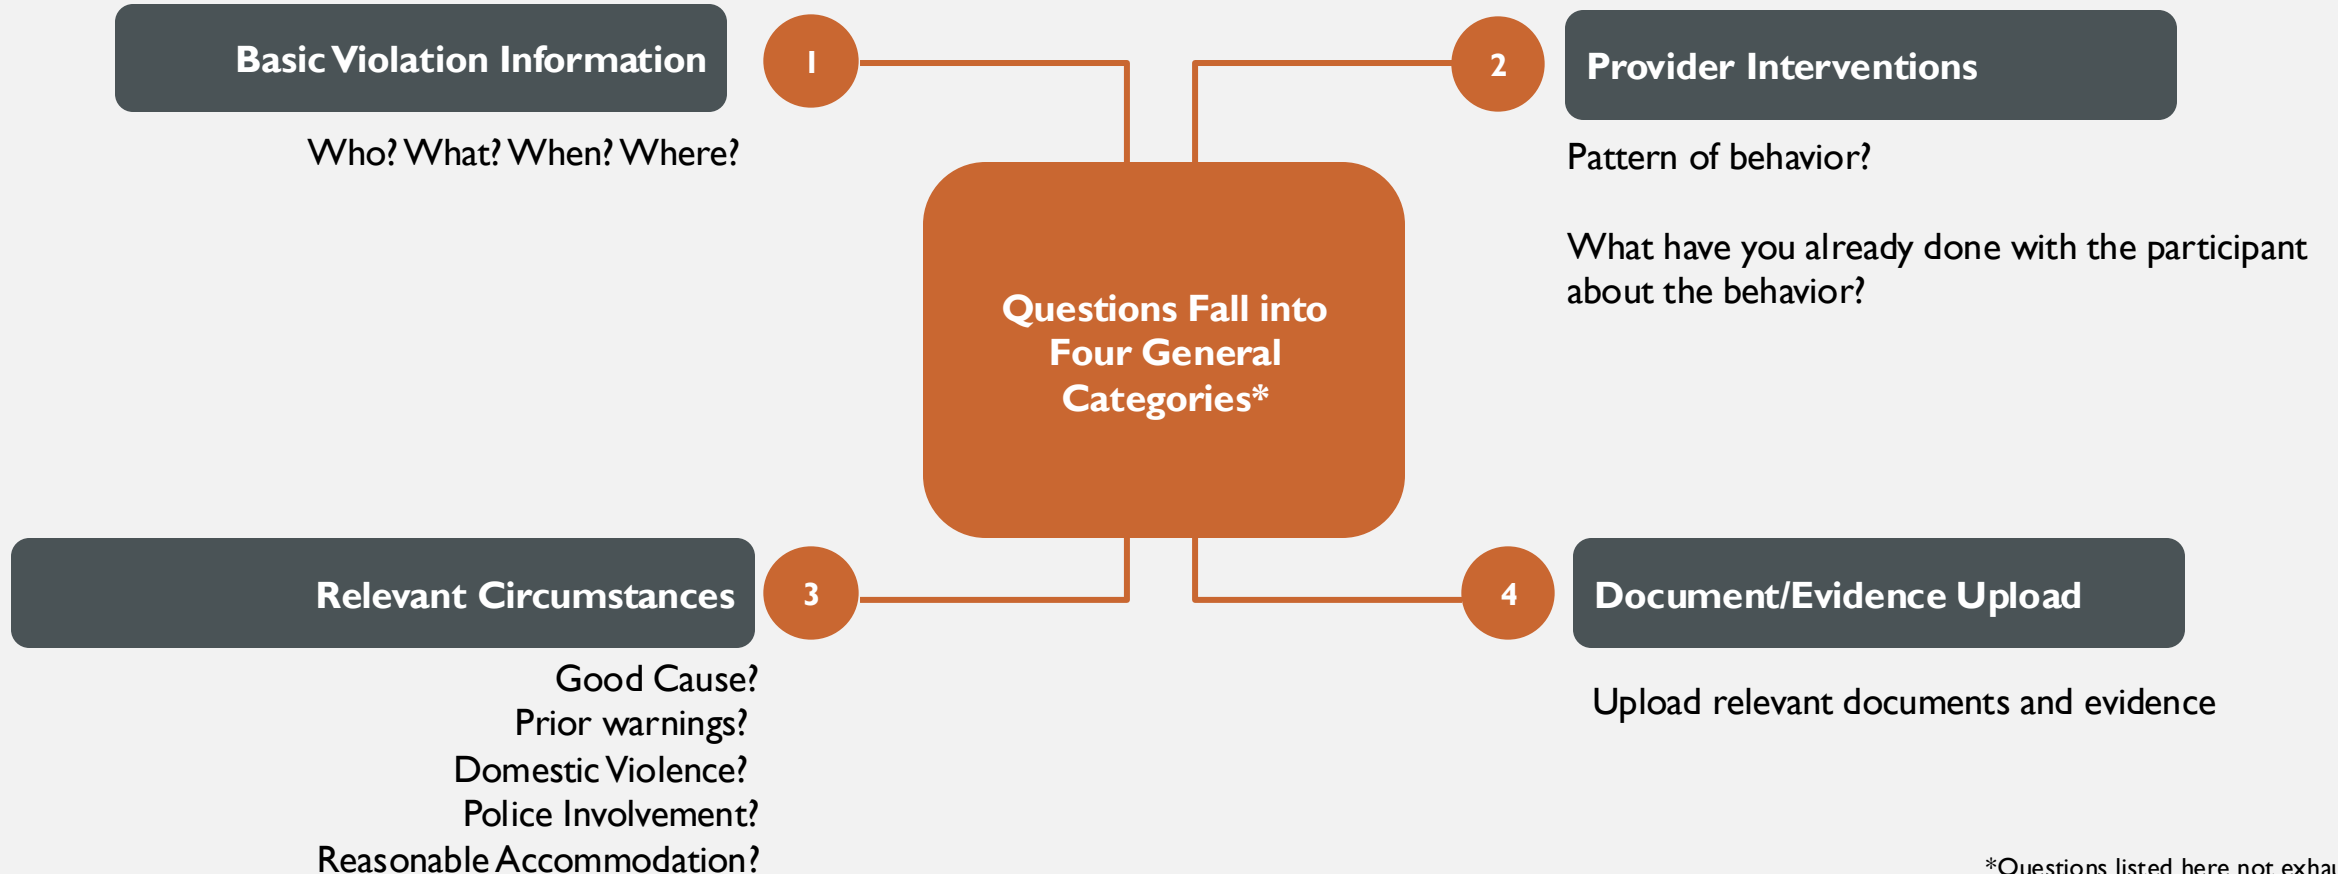 Basic Violation Information
1
Who? What? When? Where?
2
Provider Interventions
Pattern of behavior?
What have you already done with the participant
about the behavior?
Questions Fall into
Four General
Categories*
Relevant Circumstances
3
Good Cause?
Prior warnings?
Domestic Violence?
Police Involvement?
Reasonable Accommodation?
4
Document/Evidence Upload
Upload relevant documents and evidence
*Questions listed here not